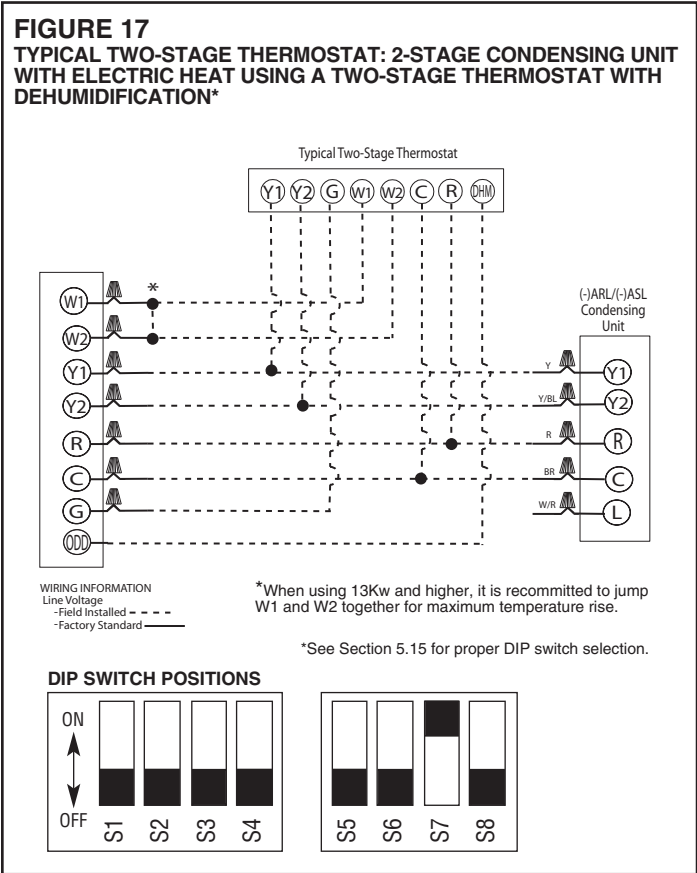 FIGURE 17
TYPICAL TWO-STAGE THERMOSTAT: 2-STAGE CONDENSING UNIT
WITH ELECTRIC HEAT USING A TWO-STAGE THERMOSTAT WITH
DEHUMIDIFICATION*
Typical Two-Stage Thermostat
Y1 Y2 G W1 W2 C R DHM
*
W1
W2
Y1
Y2
R
C
G
ODD
(-)ARL/(-)ASL
Condensing
Unit
Y Y1
Y/BL Y2
R R
BR C
W/R L
WIRING INFORMATION
Line Voltage
-Field Installed
-Factory Standard
*When using 13Kw and higher, it is recommitted to jump
W1 and W2 together for maximum temperature rise.
*See Section 5.15 for proper DIP switch selection.
DIP SWITCH POSITIONS
ON
OFF
S1 S2 S3 S4
S5 S6 S7 S8